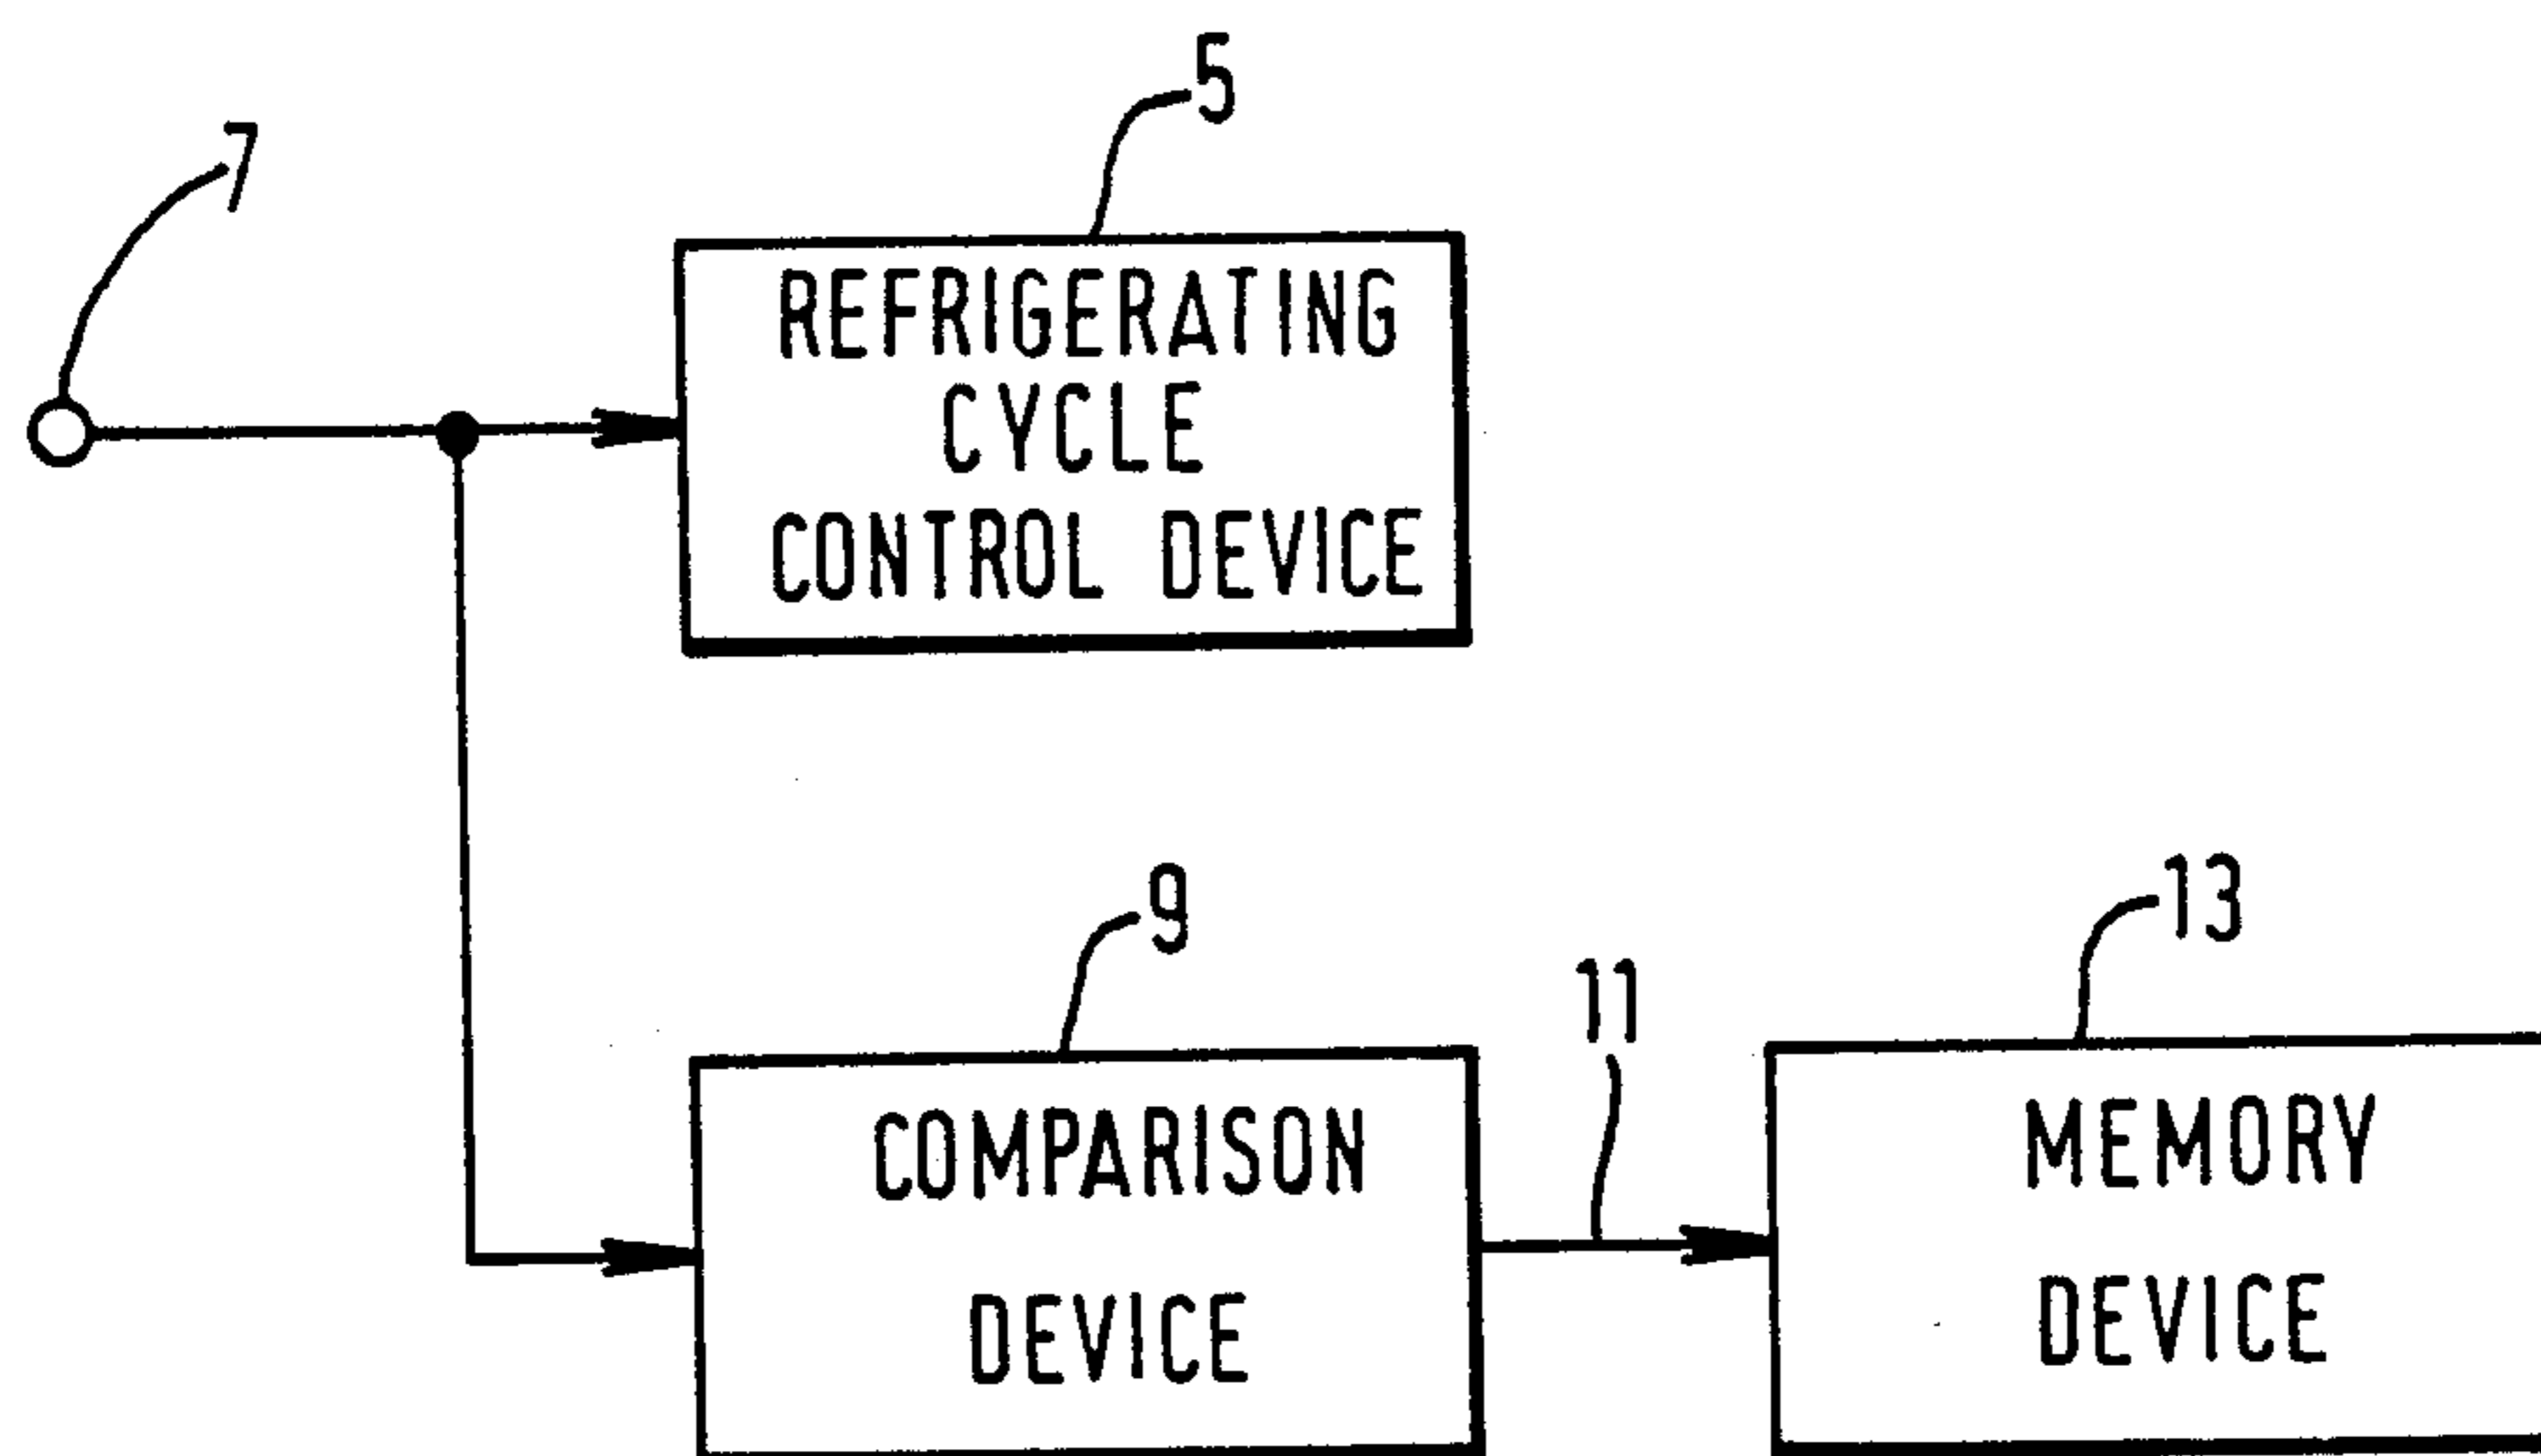 5
7
REFRIGERATING
CYCLE
CONTROL DEVICE
9
13
11
COMPARISON
DEVICE
MEMORY
DEVICE